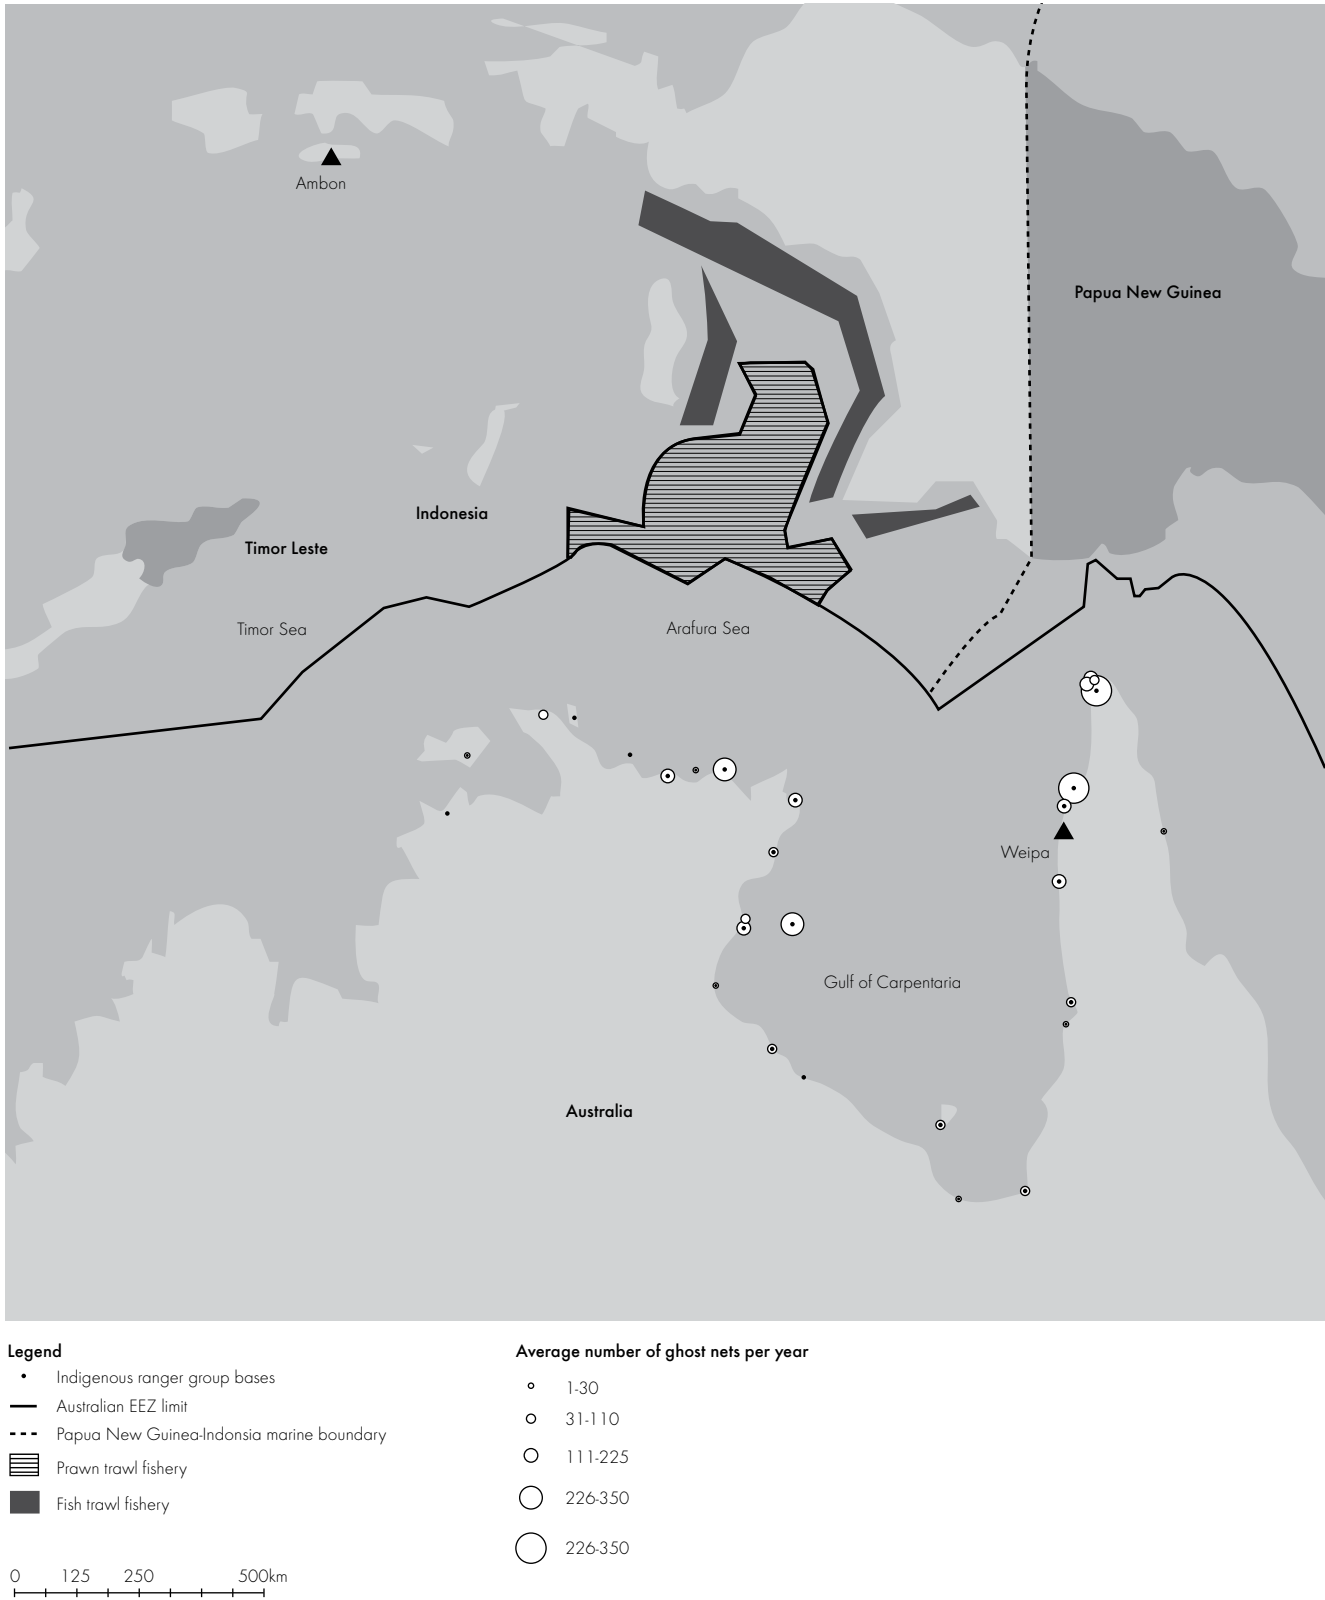 Ambon
Papua New Guinea
Indonesia
Timor Leste
Timor Sea
Arafura Sea
Weipa
Gulf of Carpentaria
Australia
Legend
Indigenous ranger group bases
Australian EEZ limit
Papua New Guinea-Indonsia marine boundary
Prawn trawl fishery
Fish trawl fishery
0 125 250 500km
Average number of ghost nets per year
1-30
31-110
111-225
226-350
226-350